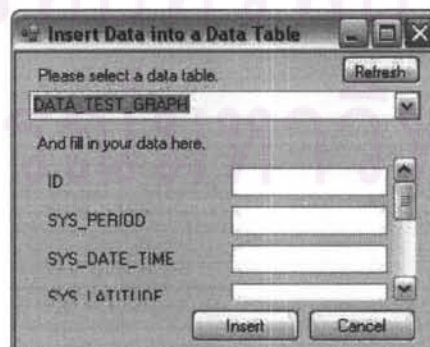 Insert Data into a Data Table
Please select a data table.
Refresh
DATA_TEST_GRAPH
And fill in your data here.
ID
SYS_PERIOD
SYS_DATE_TIME
SYS_LATITUDE
Insert
Cancel